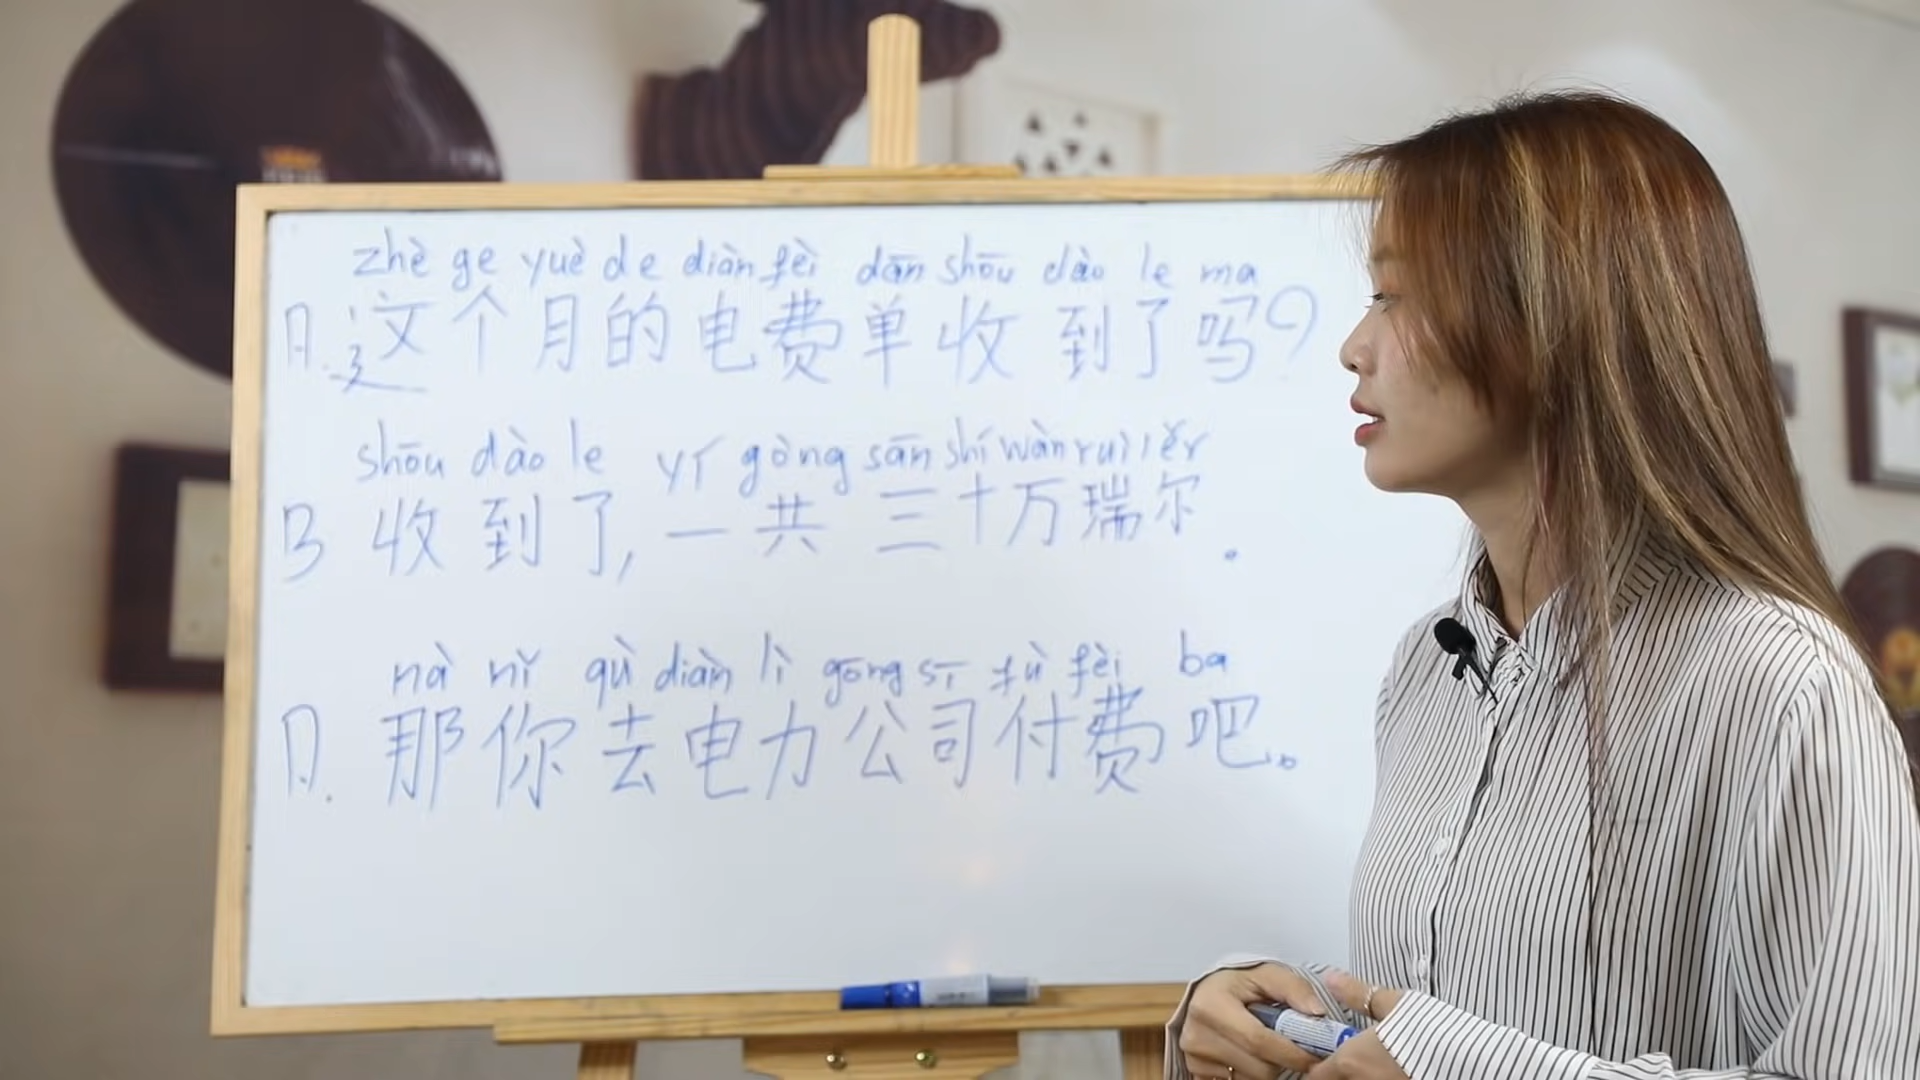 zhè ge yuè de diàn fèi dān shōu dào le ma
A. 这个月的电费单收到了吗?
shōu dào le yí gòng sān shí wàn ruì ěr
B 收到了,一共三十万瑞尔。
nà nǐ qù diàn lì gōng sī fù fèi ba
A. 那你去电力公司付费吧。